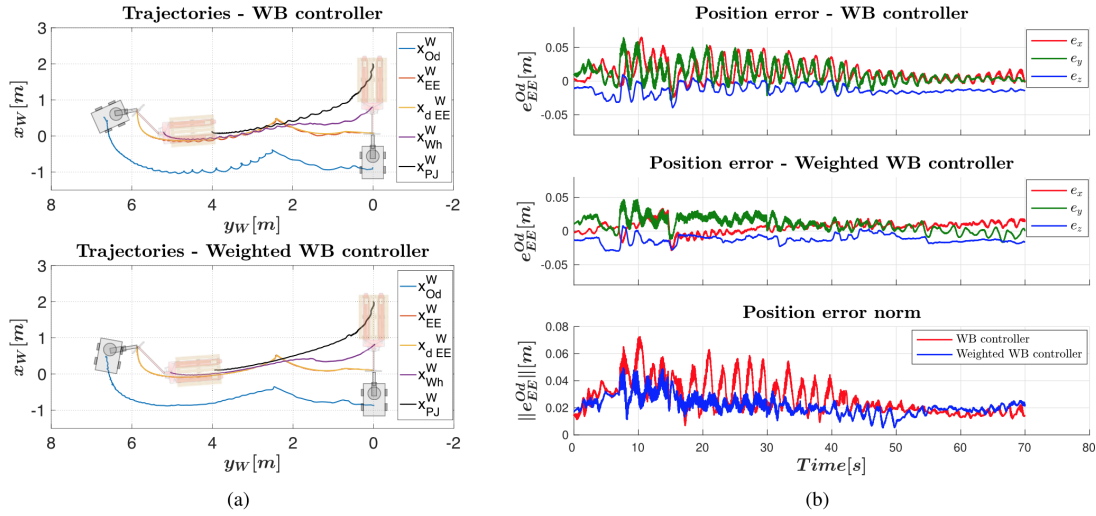 Trajectories - WB controller
3
2
1
0
-1
x_W[m]
8
6
4
2
0
-2
y_W[m]
x^W_Od
x^W_EE
x^W_d EE
x^W_Wh
x^W_PJ
Trajectories - Weighted WB controller
3
2
1
0
-1
x_W[m]
8
6
4
2
0
-2
y_W[m]
x^W_Od
x^W_EE
x^W_d EE
x^W_Wh
x^W_PJ
(a)
Position error - WB controller
0.05
0
-0.05
e^Od_EE[m]
e_x
e_y
e_z
Position error - Weighted WB controller
0.05
0
-0.05
e^Od_EE[m]
e_x
e_y
e_z
Position error norm
0.08
0.06
0.04
0.02
0
||e^Od_EE||[m]
WB controller
Weighted WB controller
0
10
20
30
40
50
60
70
80
Time[s]
(b)